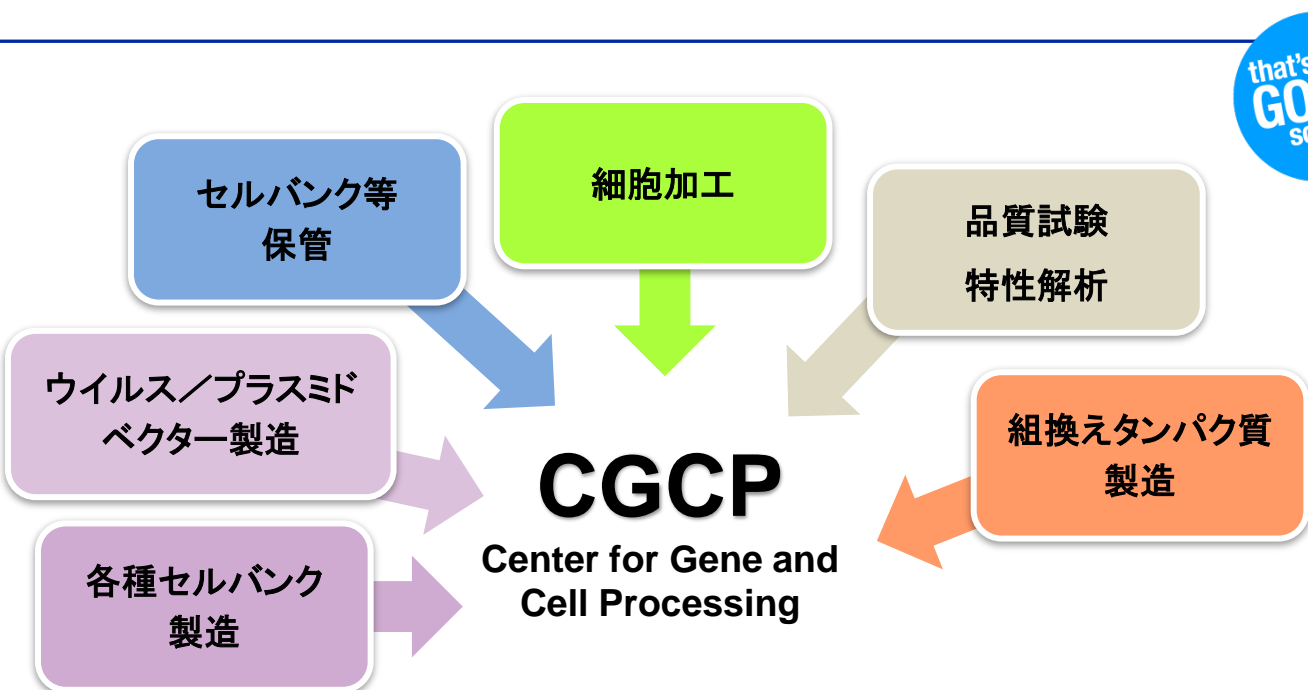 that's
セルバンク等
保管
細胞加工
品質試験
特性解析
ウイルス／プラスミド
ベクター製造
組換えタンパク質
製造
各種セルバンク
製造
CGCP
Center for Gene and
Cell Processing